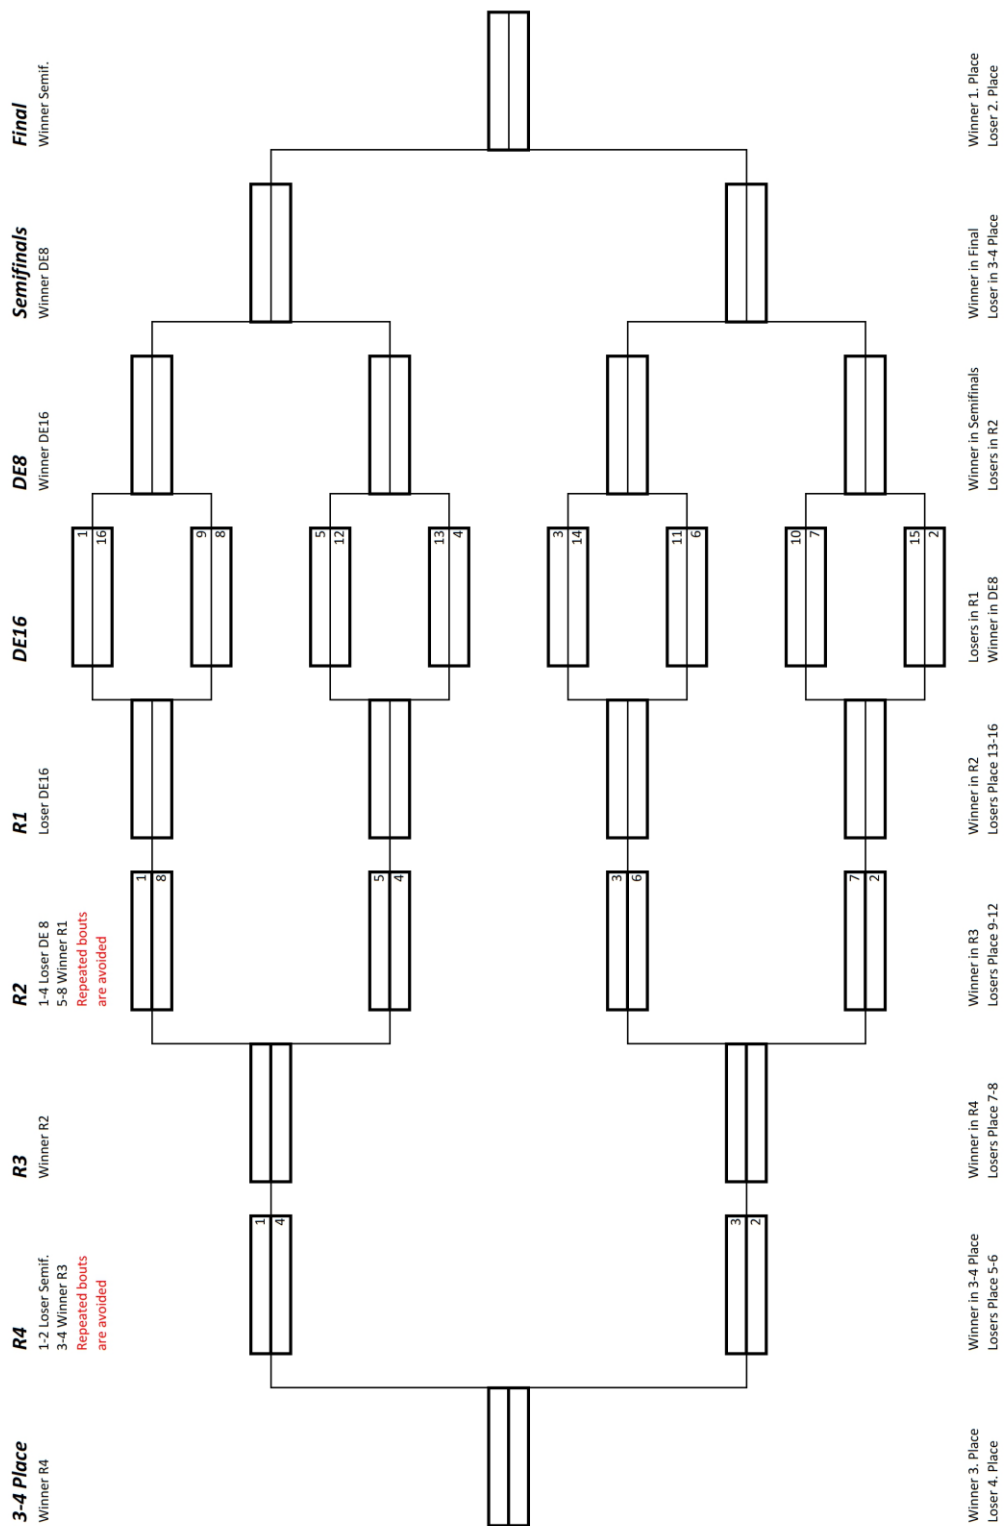 3-4 Place
Winner R4
R4
1-2 Loser Semif.
3-4 Winner R3
Repeated bouts
are avoided
R3
Winner R2
R2
1-4 Loser DE 8
5-8 Winner R1
Repeated bouts
are avoided
R1
Loser DE16
DE16
DE8
Winner DE16
Semifinals
Winner DE8
Final
Winner Semif.
1
16
9
8
5
12
13
4
3
14
11
6
10
7
15
2
1
8
5
4
3
6
7
2
1
4
3
2
Winner 3. Place
Loser 4. Place
Winner in 3-4 Place
Losers Place 5-6
Winner in R4
Losers Place 7-8
Winner in R3
Losers Place 9-12
Winner in R2
Losers Place 13-16
Losers in R1
Winner in DE8
Winner in Semifinals
Losers in R2
Winner in Final
Loser in 3-4 Place
Winner 1. Place
Loser 2. Place